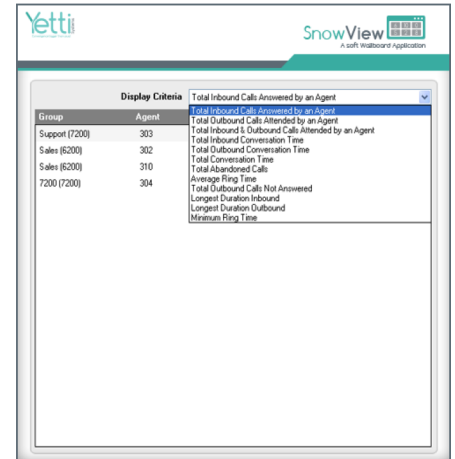 Yetti
SnowView
A soft Wallboard Application
Display Criteria
Total Inbound Calls Answered by an Agent
Group
Agent
Total Inbound Calls Answered by an Agent
Total Outbound Calls Attended by an Agent
Total Inbound & Outbound Calls Attended by an Agent
Total Inbound Conversation Time
Total Outbound Conversation Time
Total Conversation Time
Total Abandoned Calls
Average Ring Time
Total Outbound Calls Not Answered
Longest Duration Inbound
Longest Duration Outbound
Minimum Ring Time
Support (7200) 303
Sales (6200) 302
Sales (6200) 310
7200 (7200) 304